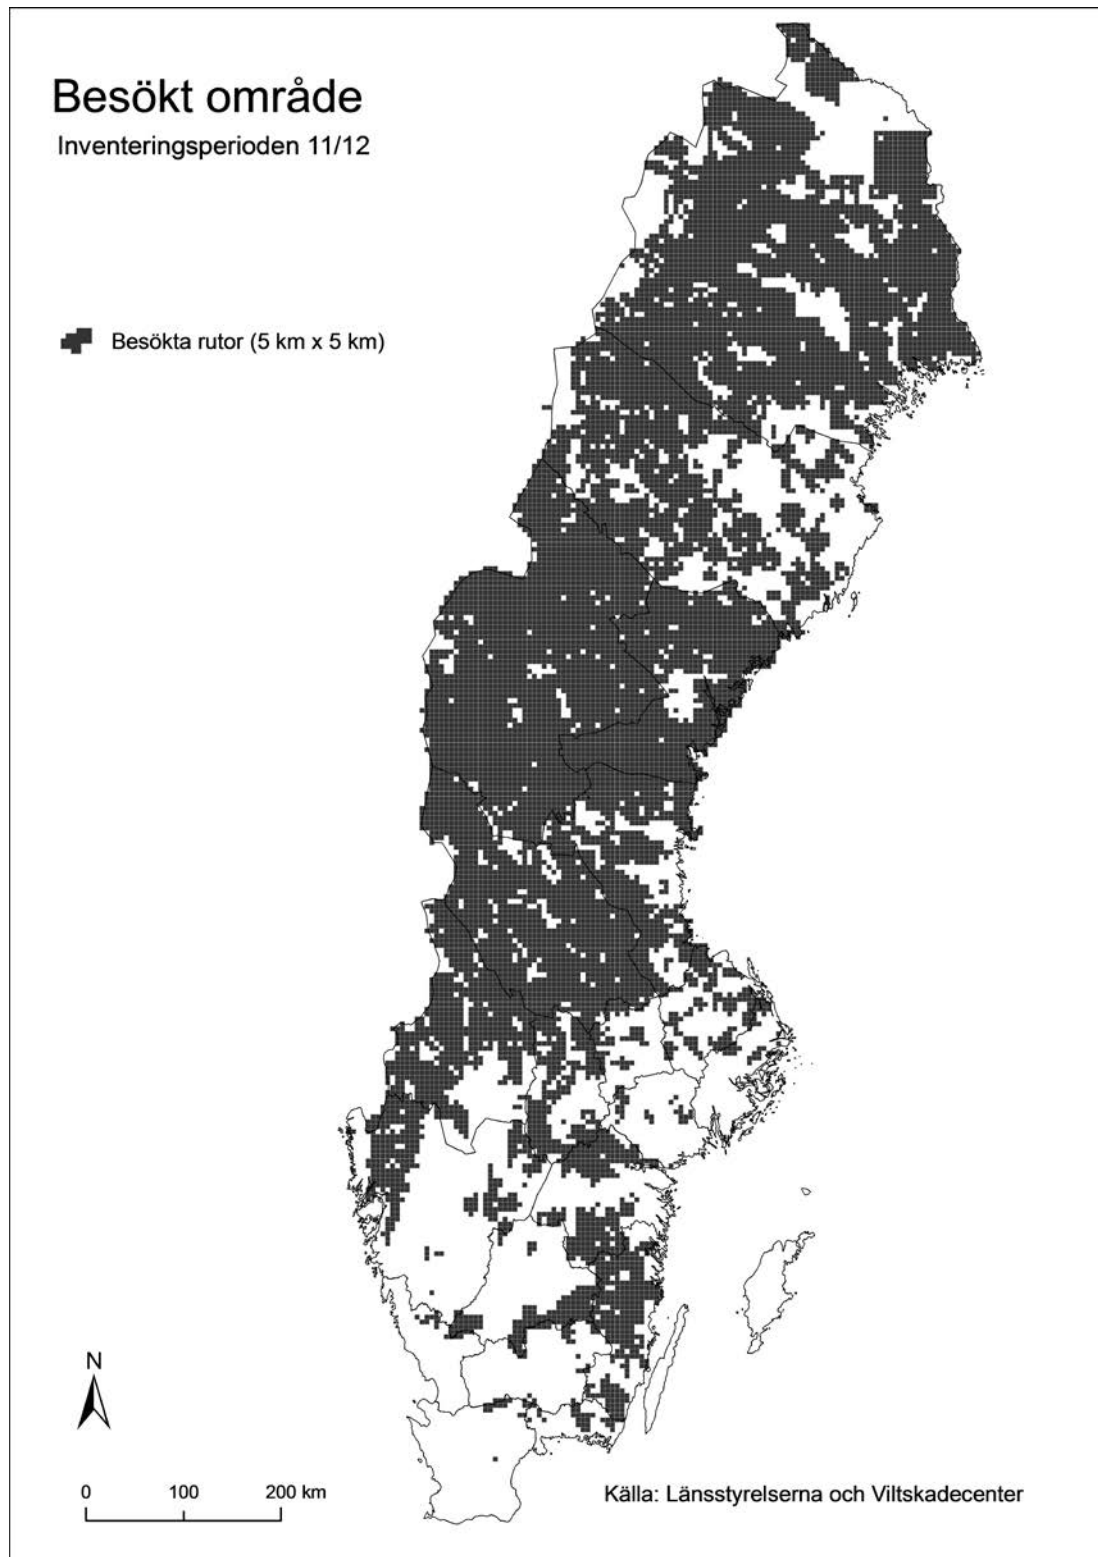 Besökt område
Inventeringsperioden 11/12
Besökta rutor (5 km x 5 km)
N
0 100 200 km
Källa: Länsstyrelserna och Viltskadecenter